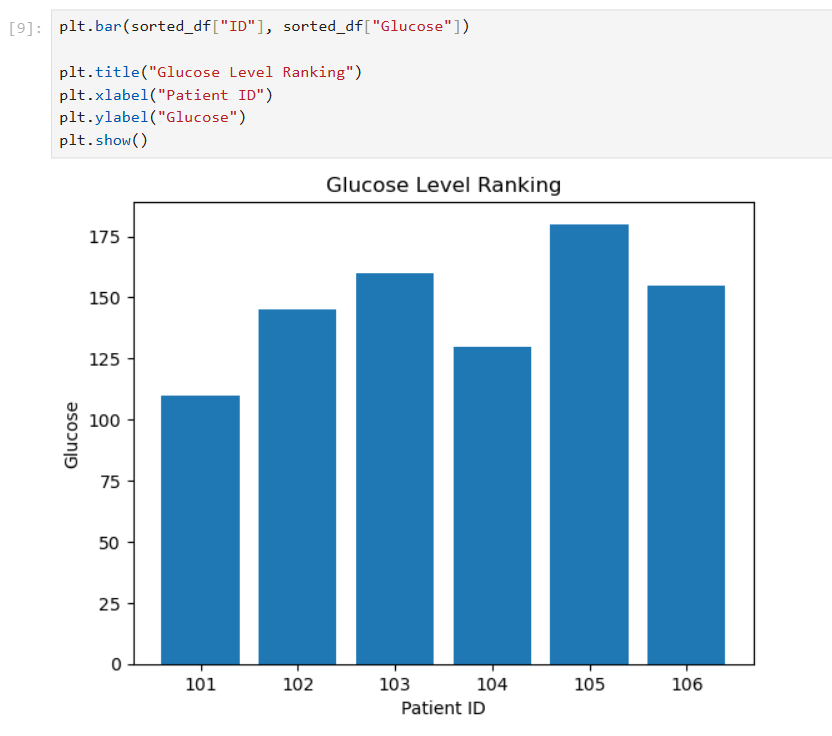 [9]: plt.bar(sorted_df["ID"], sorted_df["Glucose"])
plt.title("Glucose Level Ranking")
plt.xlabel("Patient ID")
plt.ylabel("Glucose")
plt.show()
Glucose Level Ranking
175
150
125
100
75
50
25
0
Glucose
101 102 103 104 105 106
Patient ID